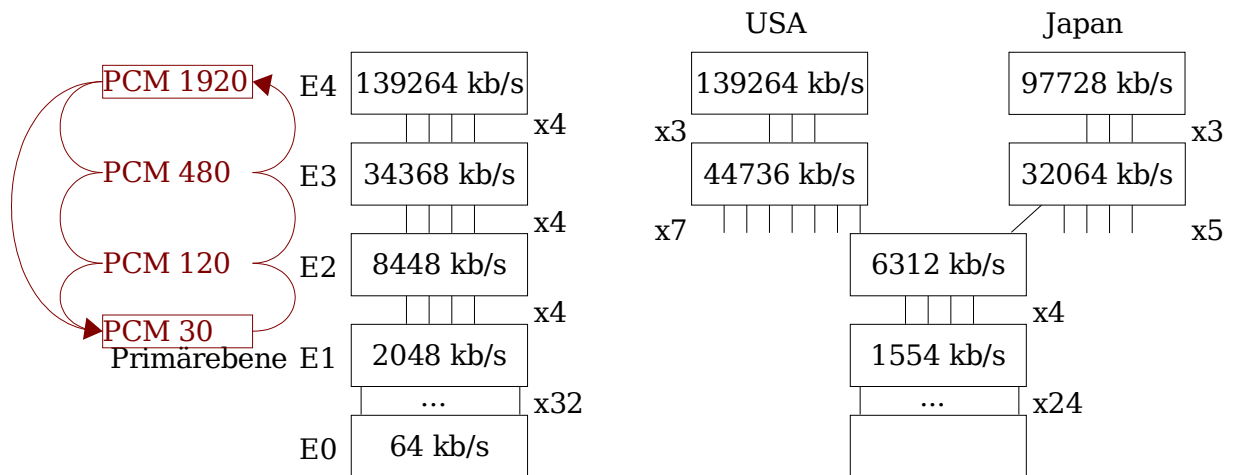 USA Japan
PCM 1920 E4 139264 kb/s 139264 kb/s 97728 kb/s
x4 x3 x3
PCM 480 E3 34368 kb/s 44736 kb/s 32064 kb/s
x4 x7 x5
PCM 120 E2 8448 kb/s 6312 kb/s
x4 x4
PCM 30
Primärebene E1 2048 kb/s 1554 kb/s
... x32 ... x24
E0 64 kb/s